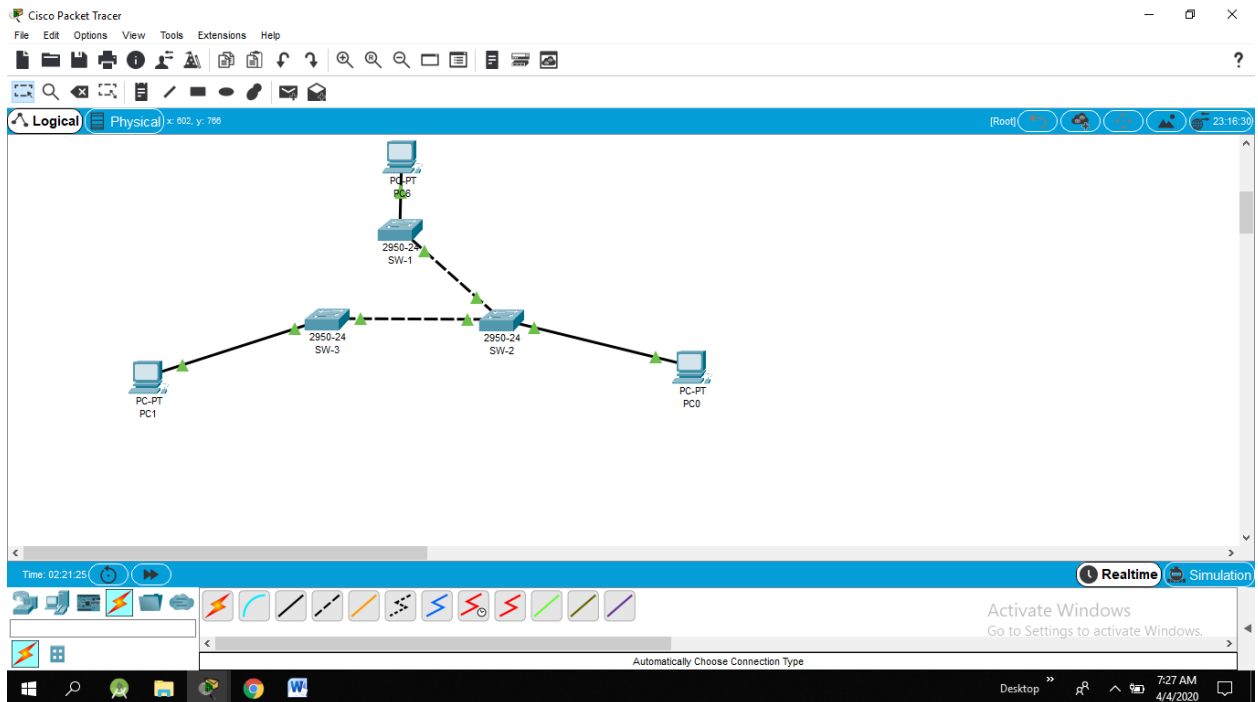 Cisco Packet Tracer
File Edit Options View Tools Extensions Help
?
Logical Physical x: 602, y: 766 [Root] 23:16:30
PC-PT
PC6
2950-24
SW-1
2950-24
SW-3
2950-24
SW-2
PC-PT
PC1
PC-PT
PC0
Time: 02:21:25 Realtime Simulation
Activate Windows
Go to Settings to activate Windows.
Automatically Choose Connection Type
Desktop 7:27 AM
4/4/2020